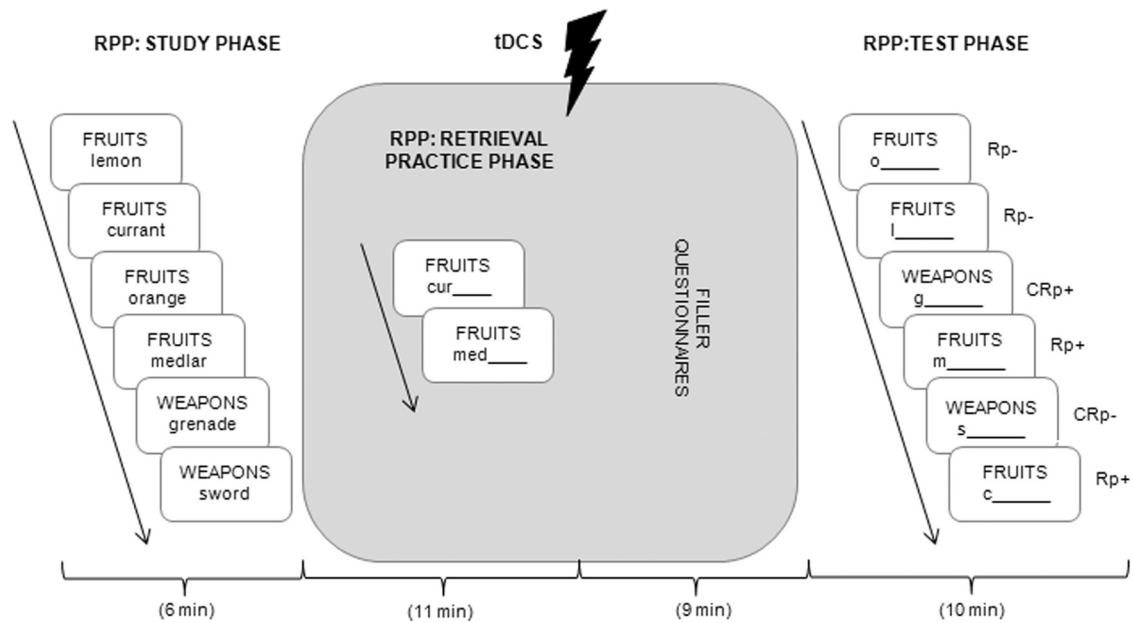 RPP: STUDY PHASE
FRUITS
lemon
FRUITS
currant
FRUITS
orange
FRUITS
medlar
WEAPONS
grenade
WEAPONS
sword
(6 min)
tDCS
RPP: RETRIEVAL
PRACTICE PHASE
FRUITS
cur____
FRUITS
med____
(11 min)
FILLER
QUESTIONNAIRES
(9 min)
RPP:TEST PHASE
FRUITS
o______
Rp-
FRUITS
l______
Rp-
WEAPONS
g______
CRp+
FRUITS
m______
Rp+
WEAPONS
s______
CRp-
FRUITS
c______
Rp+
(10 min)